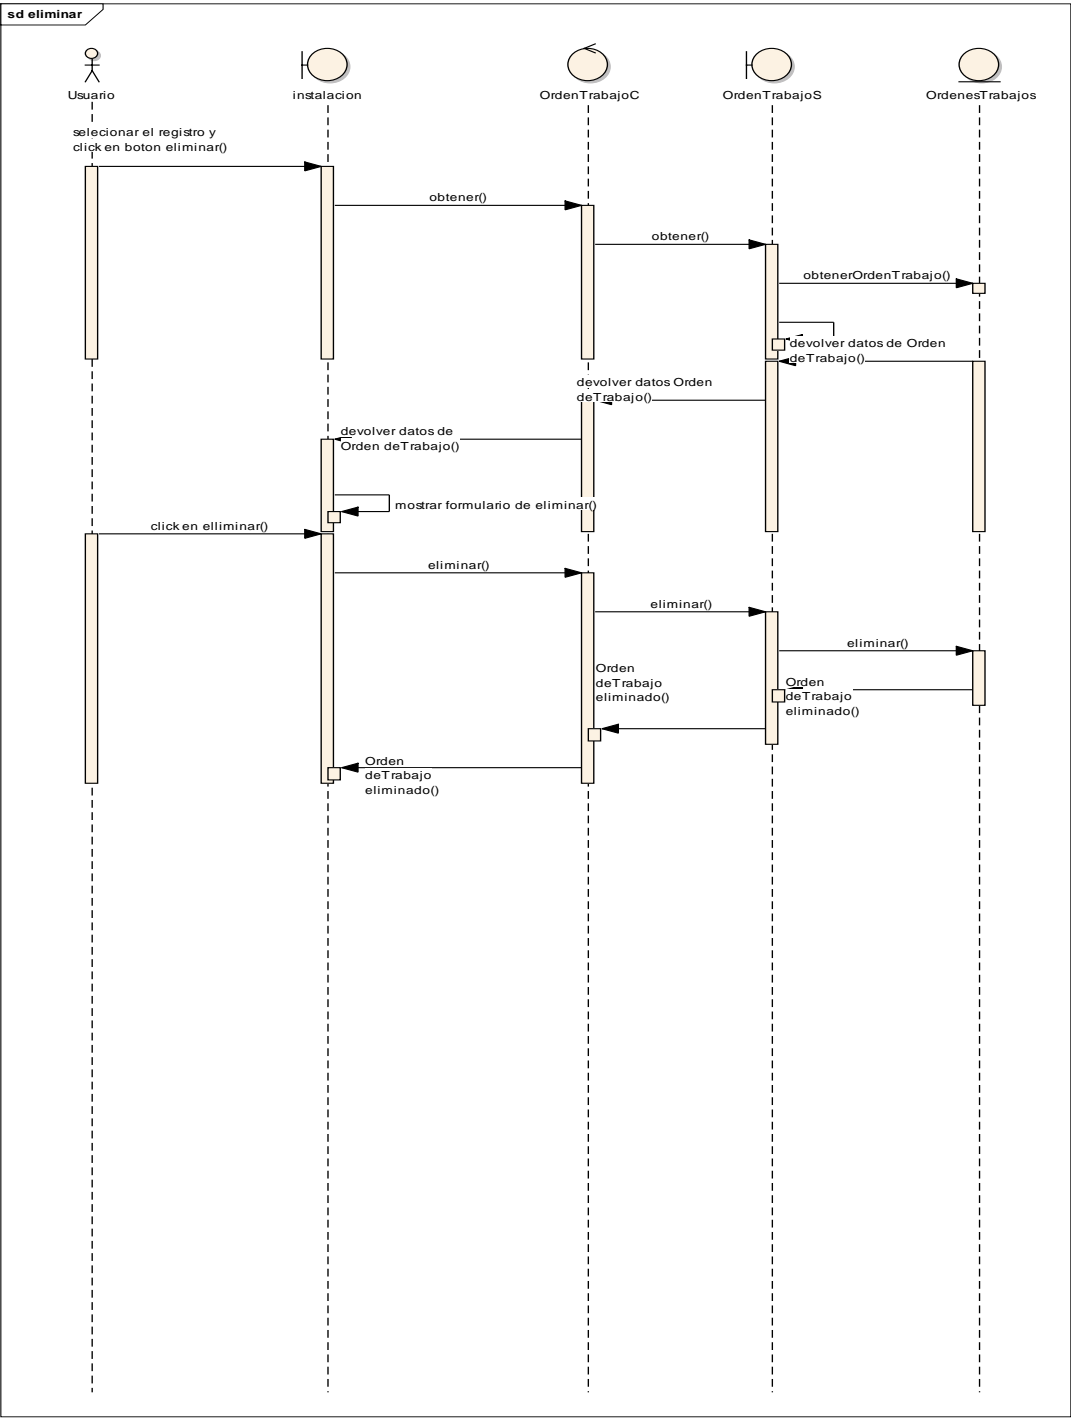 sd eliminar
Usuario
instalacion
OrdenTrabajoC
OrdenTrabajoS
OrdenesTrabajos
selecionar el registro y
click en boton eliminar()
obtener()
obtener()
obtenerOrdenTrabajo()
devolver datos de Orden
deTrabajo()
devolver datos Orden
deTrabajo()
devolver datos de
Orden deTrabajo()
mostrar formulario de eliminar()
click en elliminar()
eliminar()
eliminar()
eliminar()
Orden
deTrabajo
eliminado()
Orden
deTrabajo
eliminado()
Orden
deTrabajo
eliminado()